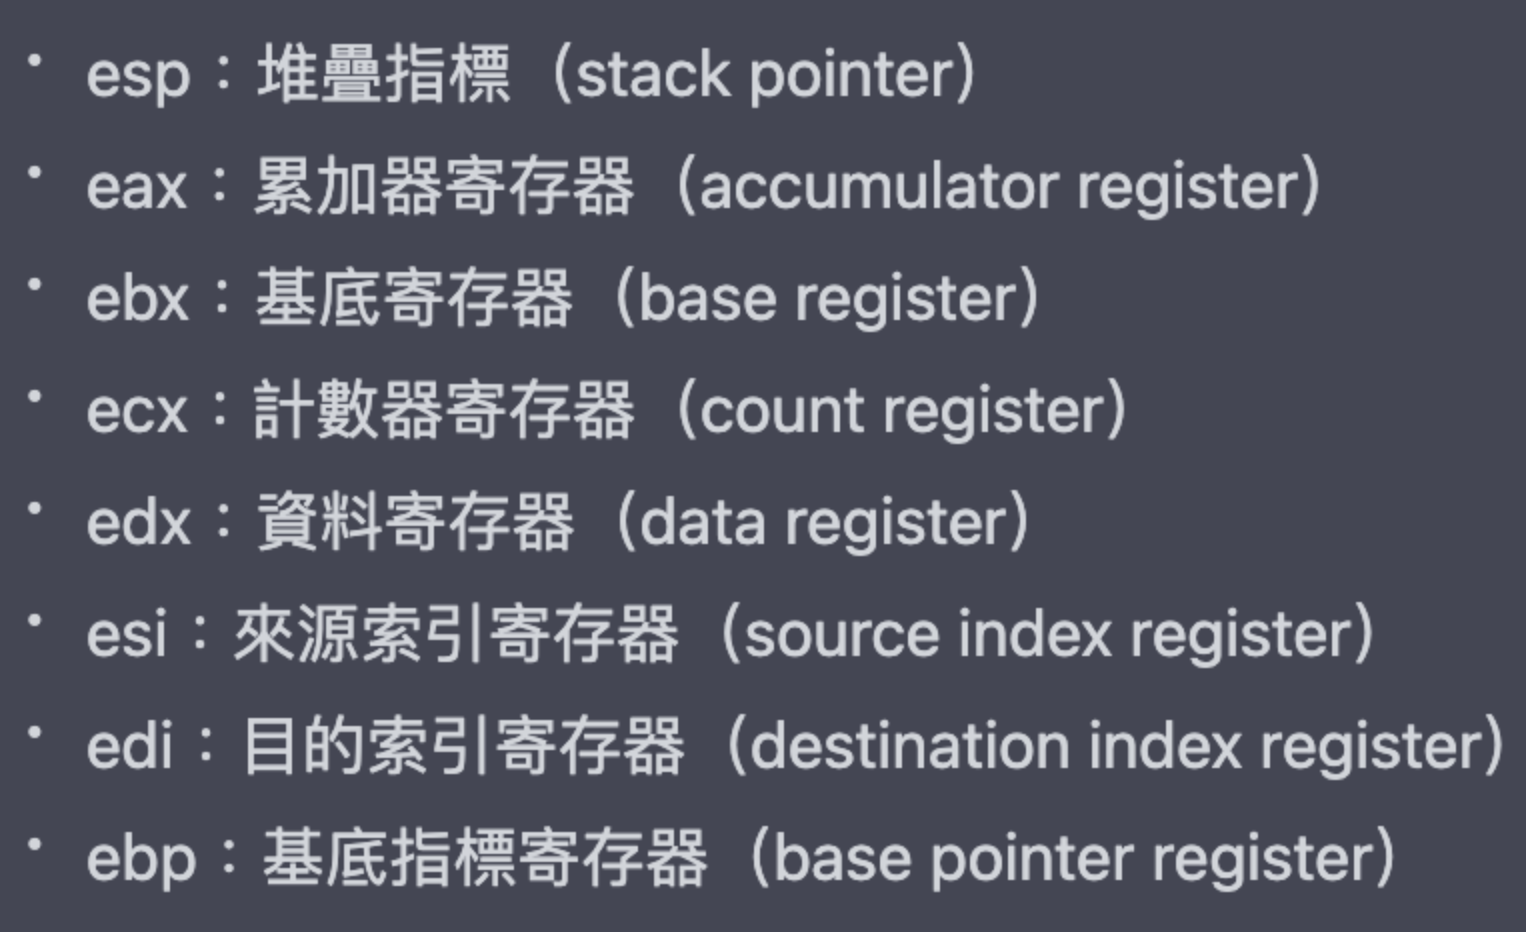 • esp：堆疊指標（stack pointer）
• eax：累加器寄存器（accumulator register）
• ebx：基底寄存器（base register）
• ecx：計數器寄存器（count register）
• edx：資料寄存器（data register）
• esi：來源索引寄存器（source index register）
• edi：目的索引寄存器（destination index register）
• ebp：基底指標寄存器（base pointer register）